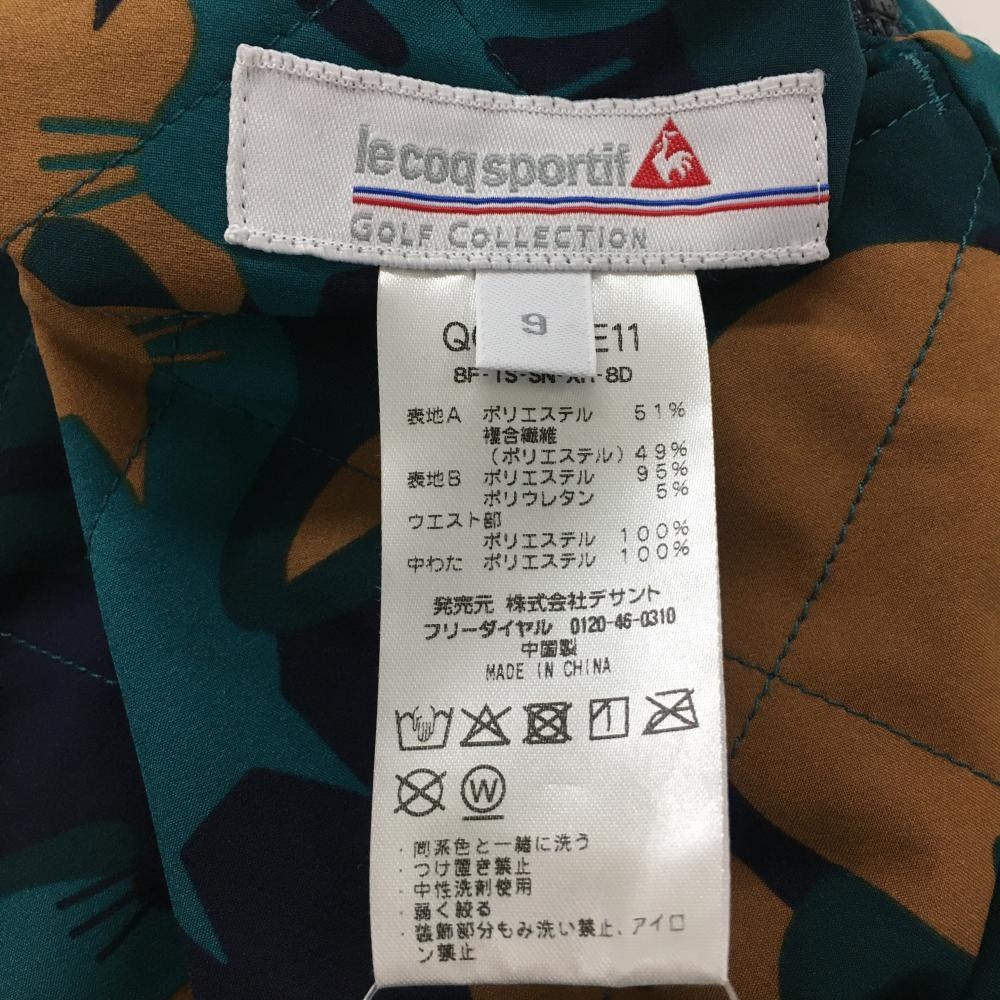 le coq sportif
GOLF COLLECTION
9
E11
8F-1S-SN-XH-8D
表地A ポリエステル 51%
複合繊維
(ポリエステル) 49%
表地B ポリエステル 95%
ポリウレタン 5%
ウエスト部
ポリエステル 100%
中わた ポリエステル 100%
発売元 株式会社デサント
フリーダイヤル 0120-46-0310
中国製
MADE IN CHINA
W
・同系色と一緒に洗う
・つけ置き禁止
・中性洗剤使用
・弱く絞る
・装飾部分もみ洗い禁止、アイロ
ン禁止